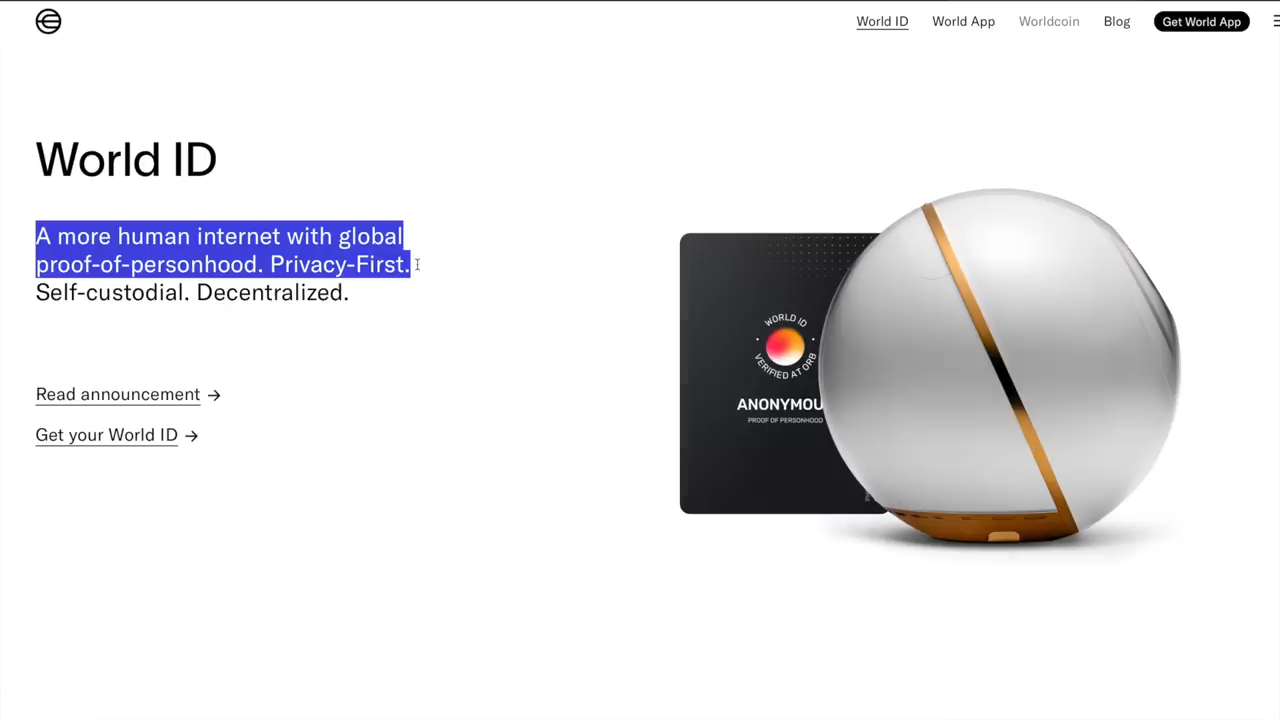 World ID
World App
Worldcoin
Blog
Get World App
World ID
A more human internet with global
proof-of-personhood. Privacy-First.
Self-custodial. Decentralized.
Read announcement →
Get your World ID →
WORLD ID
VERIFIED AT ORB
ANONYMOU
PROOF OF PERSONHOOD